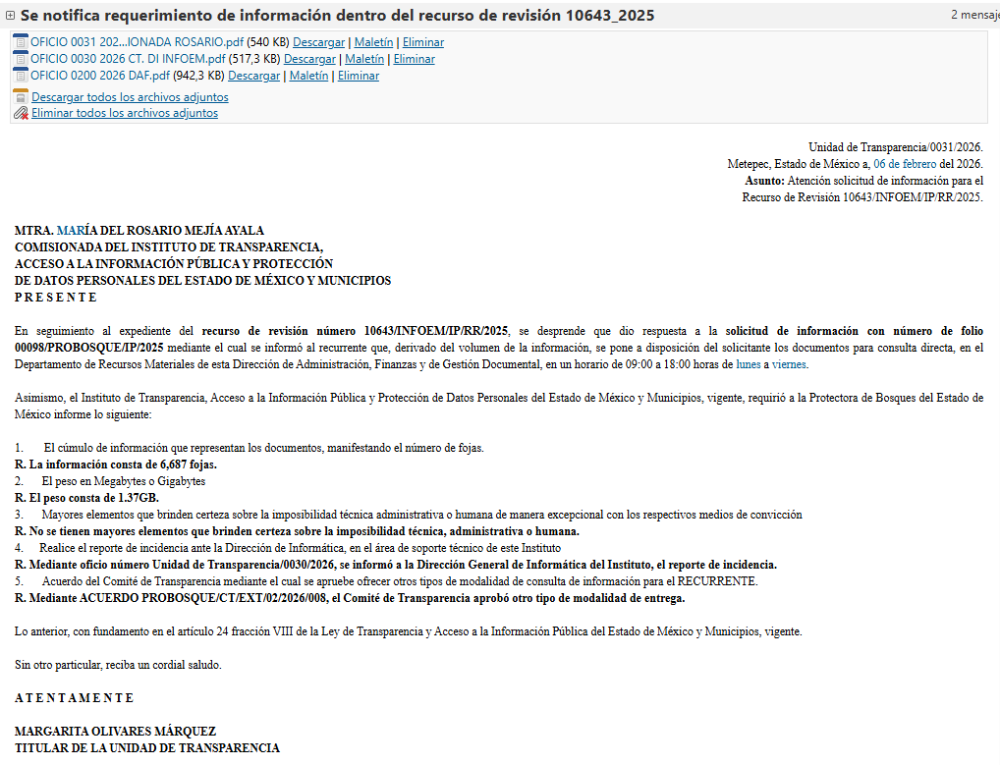 Se notifica requerimiento de información dentro del recurso de revisión 10643_2025
2 mensaje
OFICIO 0031 202...IONADA ROSARIO.pdf (540 KB) Descargar | Maletín | Eliminar
OFICIO 0030 2026 CT. DI INFOEM.pdf (517,3 KB) Descargar | Maletín | Eliminar
OFICIO 0200 2026 DAF.pdf (942,3 KB) Descargar | Maletín | Eliminar
Descargar todos los archivos adjuntos
Eliminar todos los archivos adjuntos
Unidad de Transparencia/0031/2026.
Metepec, Estado de México a, 06 de febrero del 2026.
Asunto: Atención solicitud de información para el
Recurso de Revisión 10643/INFOEM/IP/RR/2025.
MTRA. MARÍA DEL ROSARIO MEJÍA AYALA
COMISIONADA DEL INSTITUTO DE TRANSPARENCIA,
ACCESO A LA INFORMACIÓN PÚBLICA Y PROTECCIÓN
DE DATOS PERSONALES DEL ESTADO DE MÉXICO Y MUNICIPIOS
P R E S E N T E
En seguimiento al expediente del recurso de revisión número 10643/INFOEM/IP/RR/2025, se desprende que dio respuesta a la solicitud de información con número de folio
00098/PROBOSQUE/IP/2025 mediante el cual se informó al recurrente que, derivado del volumen de la información, se pone a disposición del solicitante los documentos para consulta directa, en el
Departamento de Recursos Materiales de esta Dirección de Administración, Finanzas y de Gestión Documental, en un horario de 09:00 a 18:00 horas de lunes a viernes.
Asimismo, el Instituto de Transparencia, Acceso a la Información Pública y Protección de Datos Personales del Estado de México y Municipios, vigente, requirió a la Protectora de Bosques del Estado de
México informe lo siguiente:
1. El cúmulo de información que representan los documentos, manifestando el número de fojas.
R. La información consta de 6,687 fojas.
2. El peso en Megabytes o Gigabytes
R. El peso consta de 1.37GB.
3. Mayores elementos que brinden certeza sobre la imposibilidad técnica administrativa o humana de manera excepcional con los respectivos medios de convicción
R. No se tienen mayores elementos que brinden certeza sobre la imposibilidad técnica, administrativa o humana.
4. Realice el reporte de incidencia ante la Dirección de Informática, en el área de soporte técnico de este Instituto
R. Mediante oficio número Unidad de Transparencia/0030/2026, se informó a la Dirección General de Informática del Instituto, el reporte de incidencia.
5. Acuerdo del Comité de Transparencia mediante el cual se apruebe ofrecer otros tipos de modalidad de consulta de información para el RECURRENTE.
R. Mediante ACUERDO PROBOSQUE/CT/EXT/02/2026/008, el Comité de Transparencia aprobó otro tipo de modalidad de entrega.
Lo anterior, con fundamento en el artículo 24 fracción VIII de la Ley de Transparencia y Acceso a la Información Pública del Estado de México y Municipios, vigente.
Sin otro particular, reciba un cordial saludo.
A T E N T A M E N T E
MARGARITA OLIVARES MÁRQUEZ
TITULAR DE LA UNIDAD DE TRANSPARENCIA